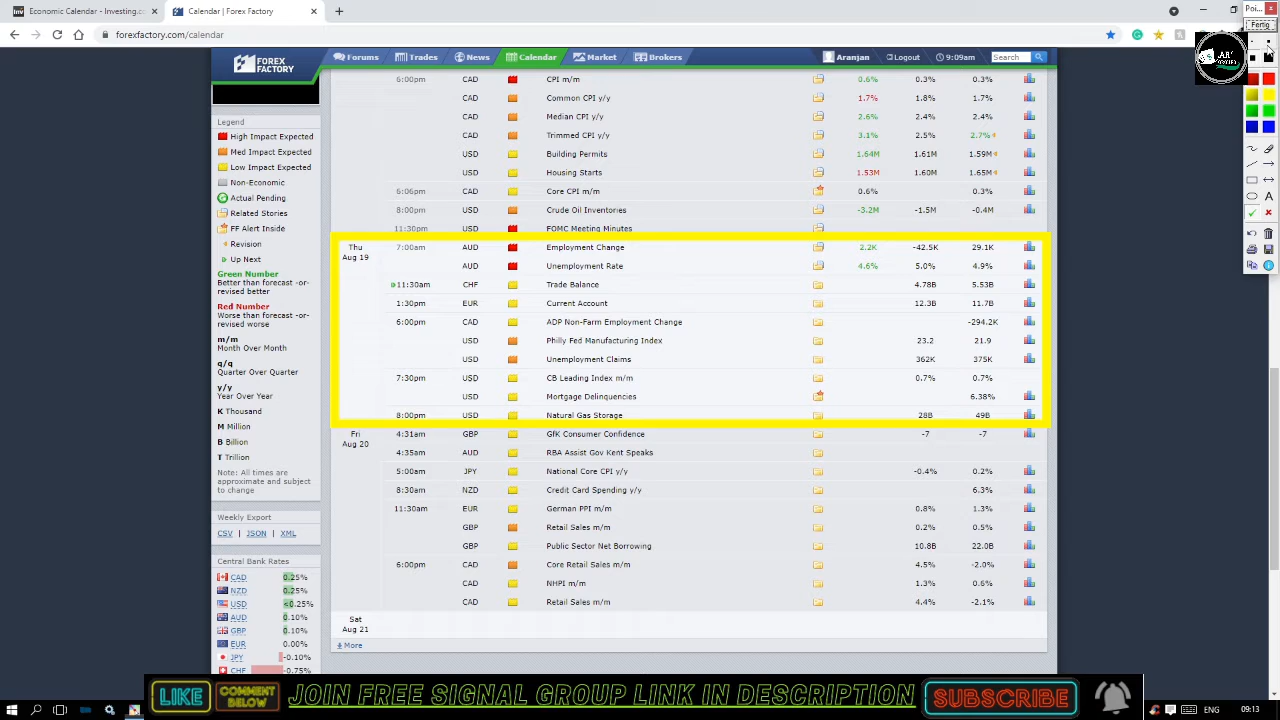 Economic Calendar - Investing.co
Calendar | Forex Factory
Poi...
forexfactory.com/calendar
Fertig
FOREX FACTORY
Forums Trades News Calendar Market Brokers Aranjan Logout 9:09am Search
Legend
High Impact Expected
Med Impact Expected
Low Impact Expected
Non-Economic
Actual Pending
Related Stories
FF Alert Inside
Revision
Up Next
Green Number
Better than forecast -or-
revised better
Red Number
Worse than forecast -or-
revised worse
m/m
Month Over Month
q/q
Quarter Over Quarter
y/y
Year Over Year
K Thousand
M Million
B Billion
T Trillion
Note: All times are
approximate and subject
to change
Weekly Export
CSV | JSON | XML
Central Bank Rates
CAD 0.25%
NZD 0.25%
USD <0.25%
AUD 0.10%
GBP 0.10%
EUR 0.00%
JPY -0.10%
CHF -0.75%
6:00pm CAD CPI m/m 0.6% 0.3% 0.3%
CAD Common CPI y/y 1.7% 1.8% 1.7%
CAD Median CPI y/y 2.6% 2.4% 2.4%
CAD Trimmed CPI y/y 3.1% 2.5% 2.7%
USD Building Permits 1.64M 1.61M 1.59M
USD Housing Starts 1.53M 1.60M 1.65M
6:06pm CAD Core CPI m/m 0.6% 0.3%
8:00pm USD Crude Oil Inventories -3.2M -1.5M -0.4M
11:30pm USD FOMC Meeting Minutes
Thu Aug 19 7:00am AUD Employment Change 2.2K -42.5K 29.1K
AUD Unemployment Rate 4.6% 5.0% 4.9%
11:30am CHF Trade Balance 4.78B 5.53B
1:30pm EUR Current Account 12.3B 11.7B
6:00pm CAD ADP Non-Farm Employment Change -294.2K
USD Philly Fed Manufacturing Index 23.2 21.9
USD Unemployment Claims 362K 375K
7:30pm USD CB Leading Index m/m 0.7% 0.7%
USD Mortgage Delinquencies 6.38%
8:00pm USD Natural Gas Storage 28B 49B
Fri Aug 20 4:31am GBP GfK Consumer Confidence -7 -7
4:35am AUD RBA Assist Gov Kent Speaks
5:00am JPY National Core CPI y/y -0.4% 0.2%
8:30am NZD Credit Card Spending y/y 6.3%
11:30am EUR German PPI m/m 0.8% 1.3%
GBP Retail Sales m/m 0.2% 0.5%
GBP Public Sector Net Borrowing 10.8B 22.0B
6:00pm CAD Core Retail Sales m/m -2.0%
CAD NHPI m/m 0.6%
CAD Retail Sales m/m -2.1%
Sat
Aug 21
More
LIKE COMMENT BELOW JOIN FREE SIGNAL GROUP LINK IN DESCRIPTION SUBSCRIBE
ENG 09:13